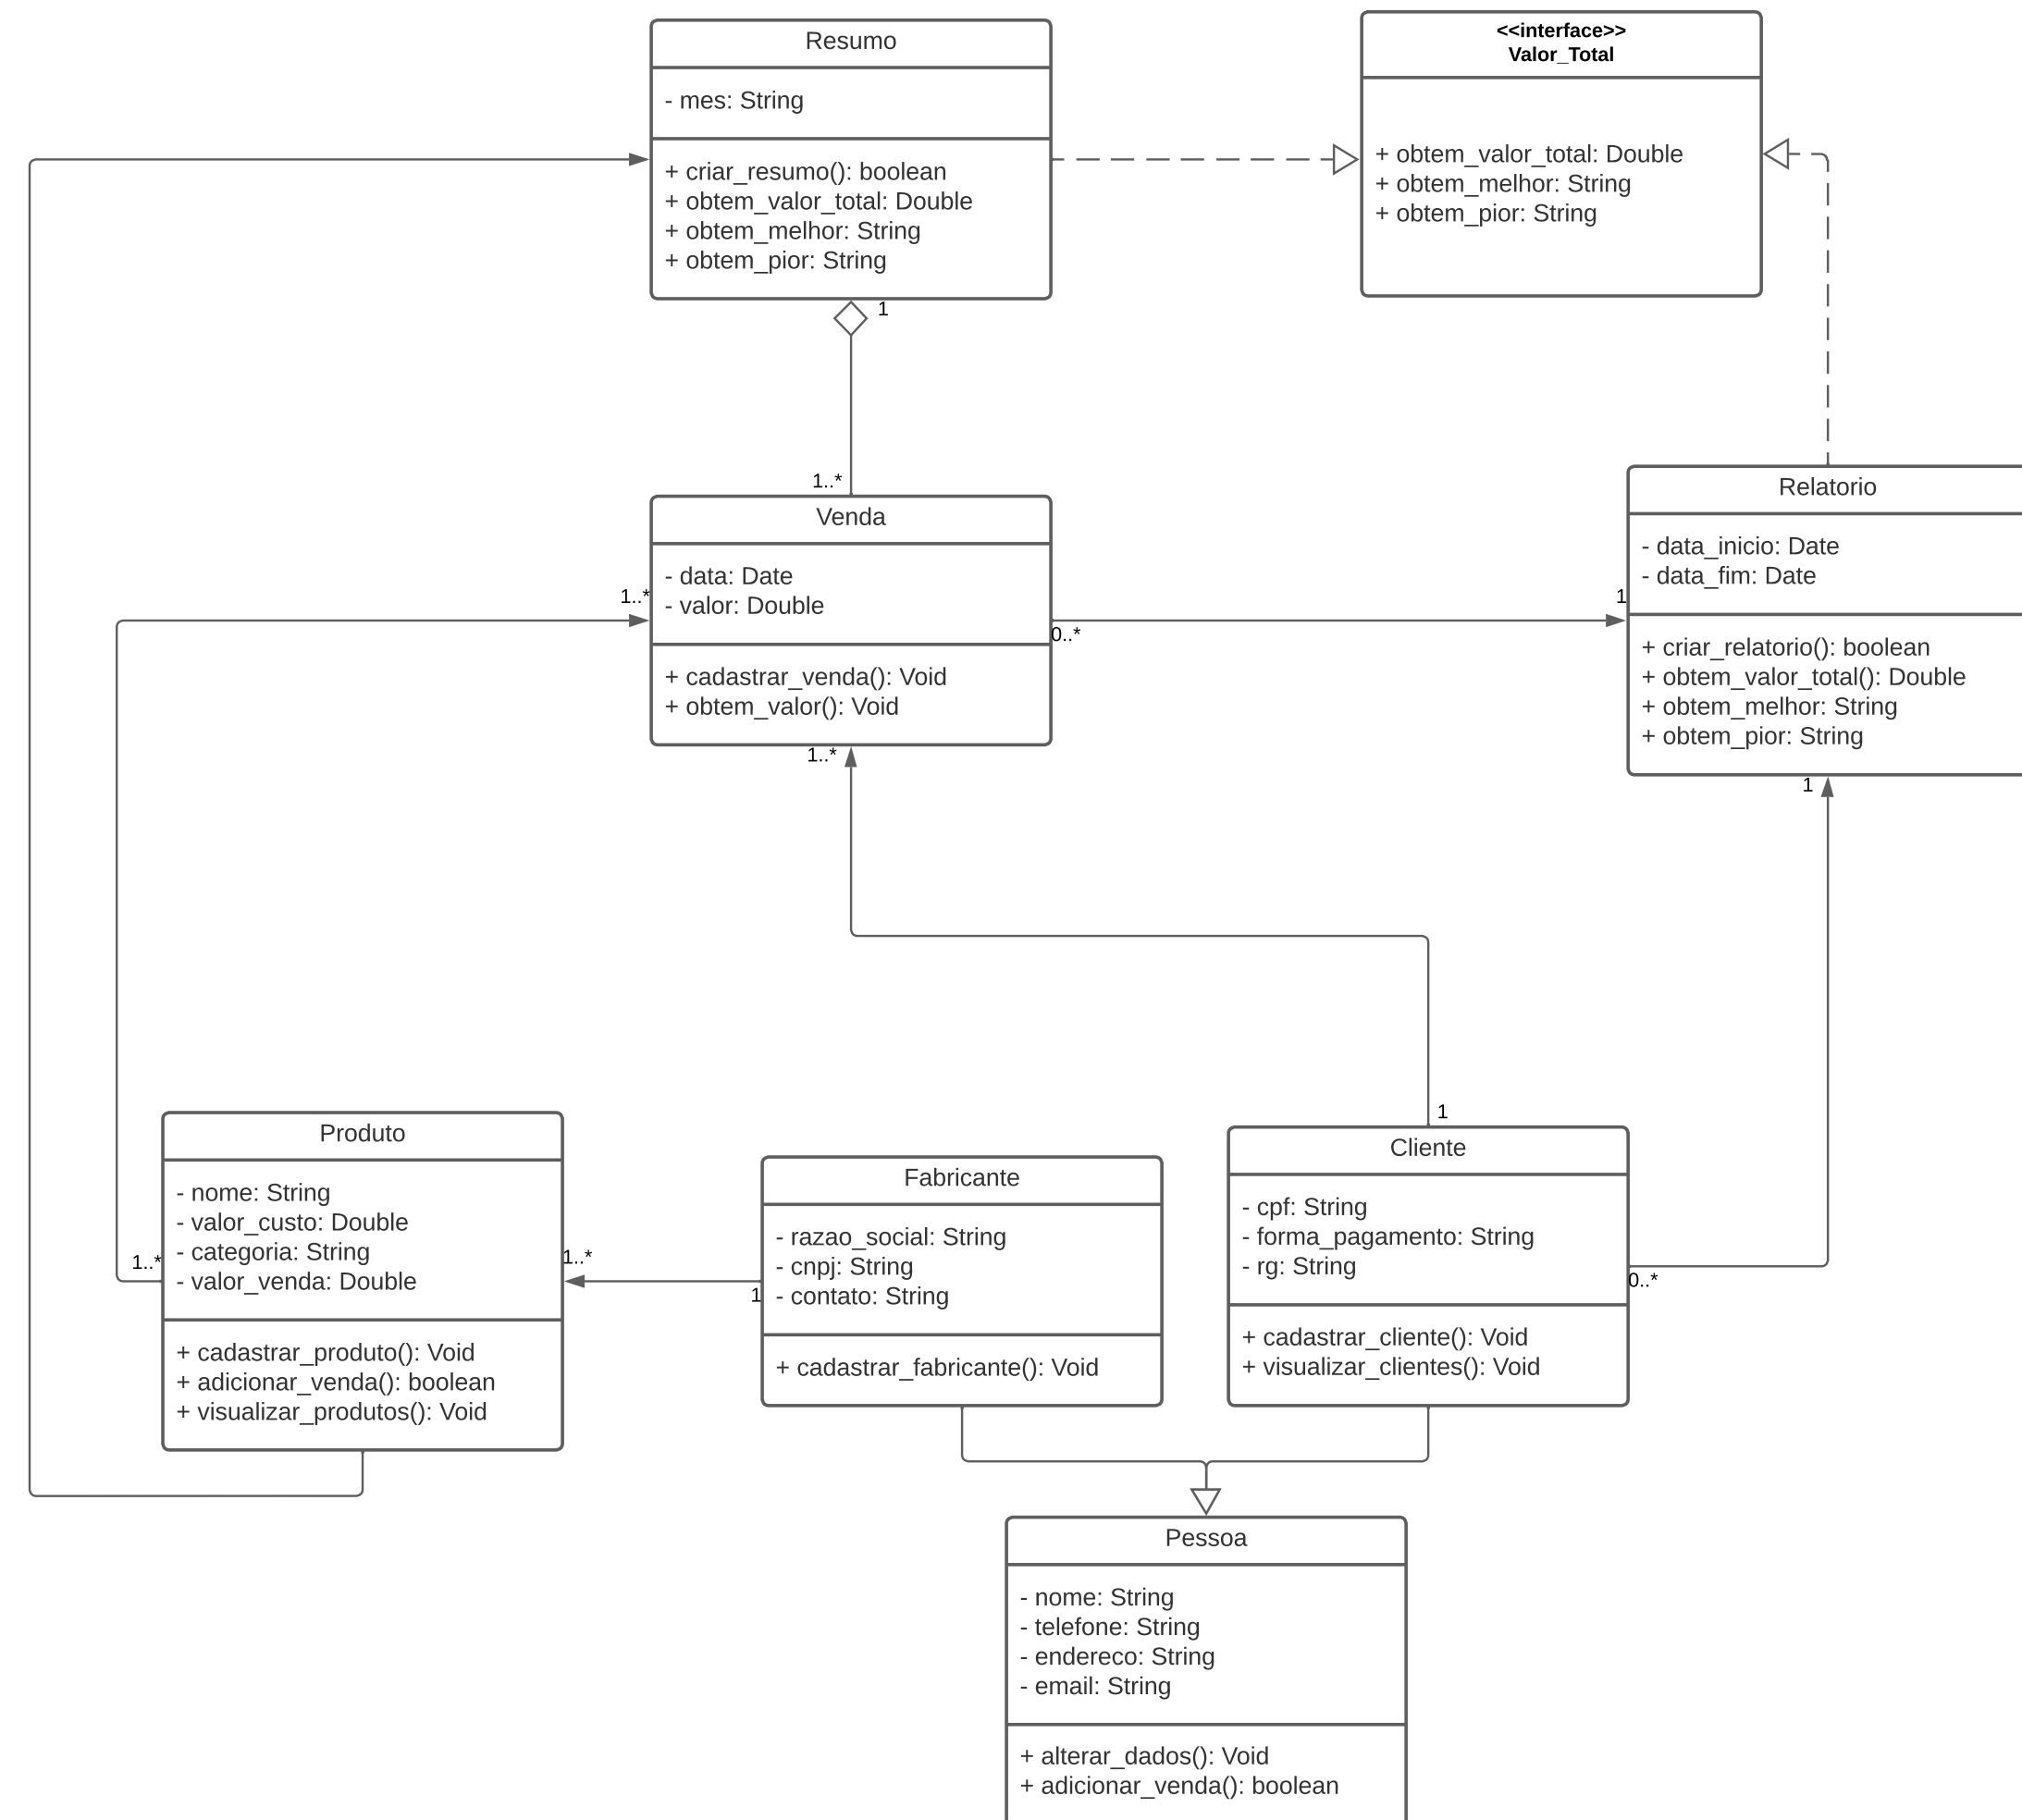 Resumo
- mes: String
+ criar_resumo(): boolean
+ obtem_valor_total: Double
+ obtem_melhor: String
+ obtem_pior: String
<<interface>>
Valor_Total
+ obtem_valor_total: Double
+ obtem_melhor: String
+ obtem_pior: String
1
1..*
Venda
- data: Date
- valor: Double
+ cadastrar_venda(): Void
+ obtem_valor(): Void
1..*
0..*
1
1..*
Relatorio
- data_inicio: Date
- data_fim: Date
+ criar_relatorio(): boolean
+ obtem_valor_total(): Double
+ obtem_melhor: String
+ obtem_pior: String
1
Produto
- nome: String
- valor_custo: Double
- categoria: String
- valor_venda: Double
+ cadastrar_produto(): Void
+ adicionar_venda(): boolean
+ visualizar_produtos(): Void
1..*
1..*
1
Fabricante
- razao_social: String
- cnpj: String
- contato: String
+ cadastrar_fabricante(): Void
1
Cliente
- cpf: String
- forma_pagamento: String
- rg: String
+ cadastrar_cliente(): Void
+ visualizar_clientes(): Void
0..*
Pessoa
- nome: String
- telefone: String
- endereco: String
- email: String
+ alterar_dados(): Void
+ adicionar_venda(): boolean